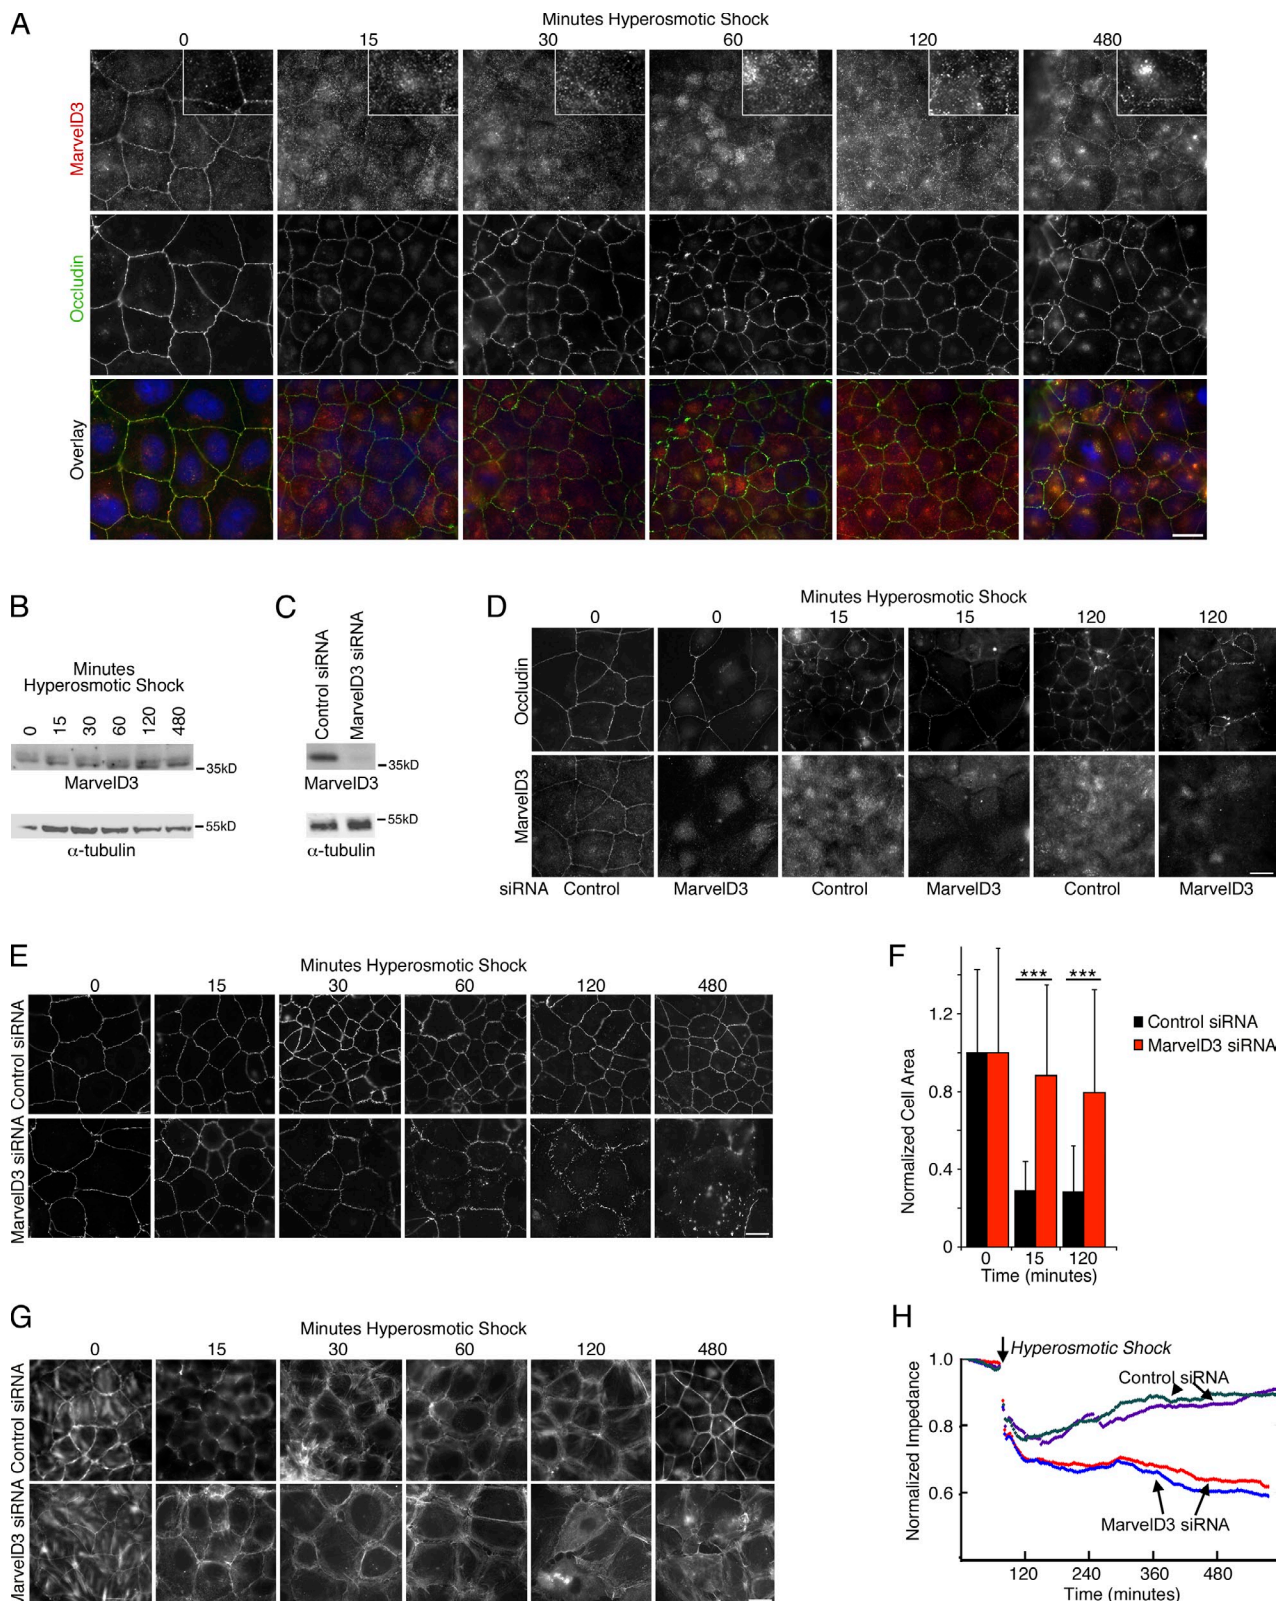 A
Minutes Hyperosmotic Shock
0 15 30 60 120 480
MarvelD3
Occludin
Overlay
B
Minutes
Hyperosmotic Shock
0 15 30 60 120 480
35kD
MarvelD3
55kD
α-tubulin
C
Control siRNA
MarvelD3 siRNA
35kD
MarvelD3
55kD
α-tubulin
D
Minutes Hyperosmotic Shock
0 0 15 15 120 120
Occludin
MarvelD3
siRNA Control MarvelD3 Control MarvelD3 Control MarvelD3
E
Minutes Hyperosmotic Shock
0 15 30 60 120 480
Control siRNA
MarvelD3 siRNA
F
*** ***
Control siRNA
MarvelD3 siRNA
Normalized Cell Area
1.2
0.8
0.4
0
0 15 120
Time (minutes)
G
Minutes Hyperosmotic Shock
0 15 30 60 120 480
Control siRNA
MarvelD3 siRNA
H
Hyperosmotic Shock
Control siRNA
MarvelD3 siRNA
Normalized Impedance
1.0
0.8
0.6
120 240 360 480
Time (minutes)